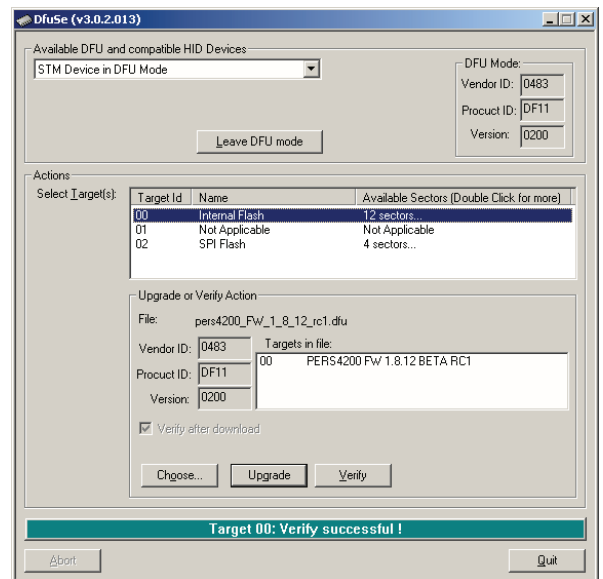 DfuSe (v3.0.2.013)
Available DFU and compatible HID Devices
STM Device in DFU Mode
DFU Mode:
Vendor ID: 0483
Procuct ID: DF11
Version: 0200
Leave DFU mode
Actions
Select Target(s):
Target Id Name Available Sectors (Double Click for more)
00 Internal Flash 12 sectors...
01 Not Applicable Not Applicable
02 SPI Flash 4 sectors...
Upgrade or Verify Action
File: pers4200_FW_1_8_12_rc1.dfu
Vendor ID: 0483
Procuct ID: DF11
Version: 0200
Targets in file:
00 PERS4200 FW 1.8.12 BETA RC1
Verify after download
Choose... Upgrade Verify
Target 00: Verify successful !
Abort Quit